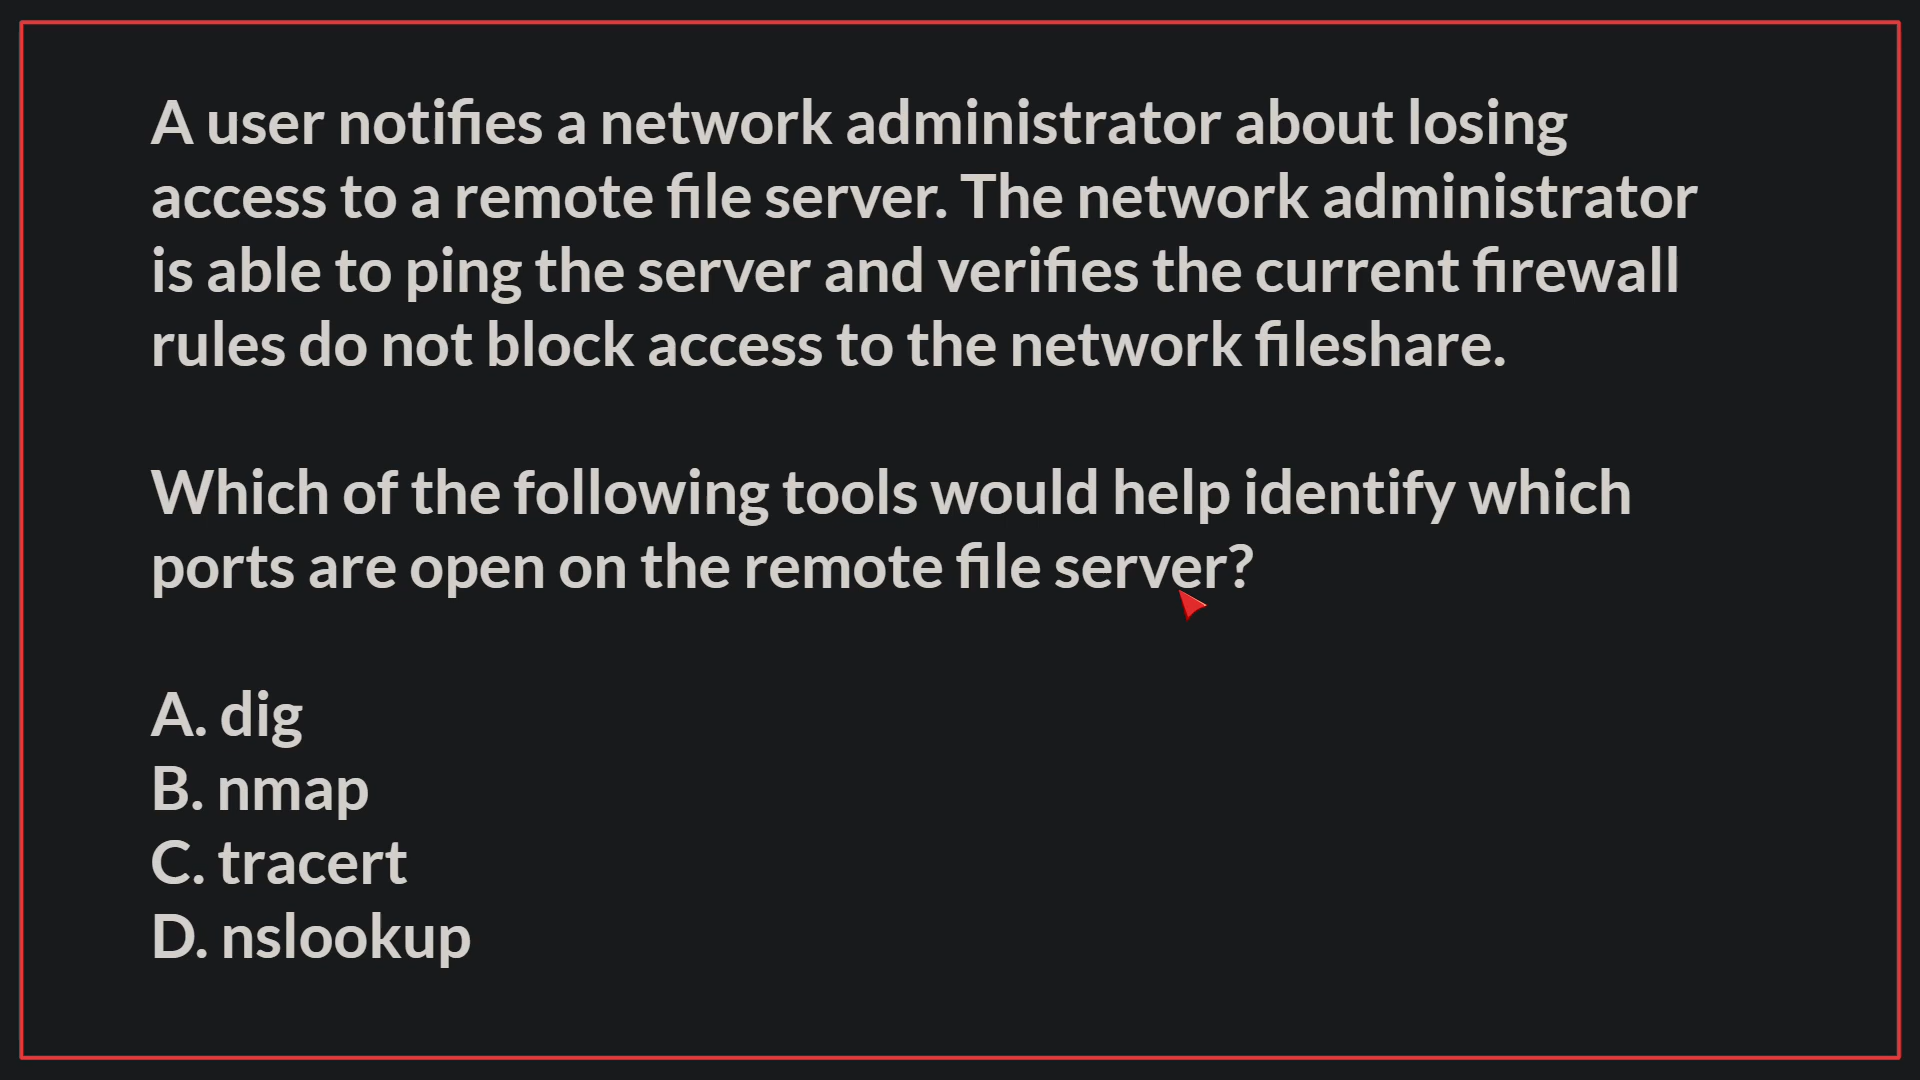 A user notifies a network administrator about losing
access to a remote file server. The network administrator
is able to ping the server and verifies the current firewall
rules do not block access to the network fileshare.
Which of the following tools would help identify which
ports are open on the remote file server?
A. dig
B. nmap
C. tracert
D. nslookup